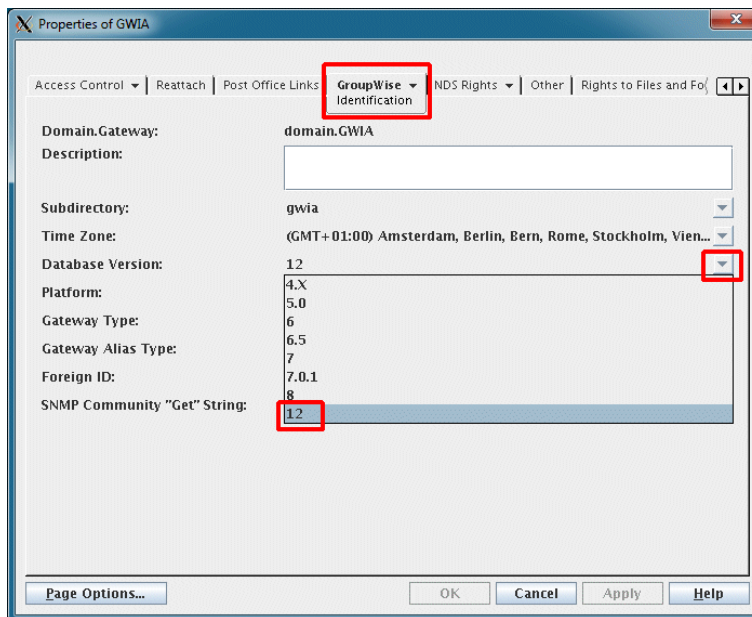 Properties of GWIA
Access Control Reattach Post Office Links GroupWise NDS Rights Other Rights to Files and Fo
Identification
Domain.Gateway: domain.GWIA
Description:
Subdirectory: gwia
Time Zone: (GMT+01:00) Amsterdam, Berlin, Bern, Rome, Stockholm, Vien...
Database Version: 12
Platform: 4.X
5.0
Gateway Type: 6
6.5
Gateway Alias Type: 7
Foreign ID: 7.0.1
8
SNMP Community "Get" String: 12
Page Options... OK Cancel Apply Help